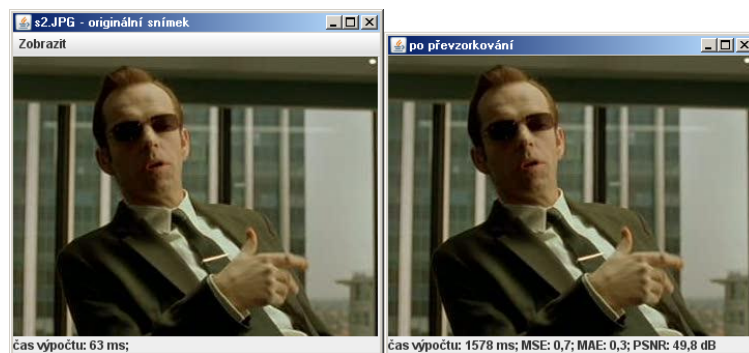 s2.JPG - originální snímek
Zobrazit
čas výpočtu: 63 ms;
po převzorkování
čas výpočtu: 1578 ms; MSE: 0,7; MAE: 0,3; PSNR: 49,8 dB